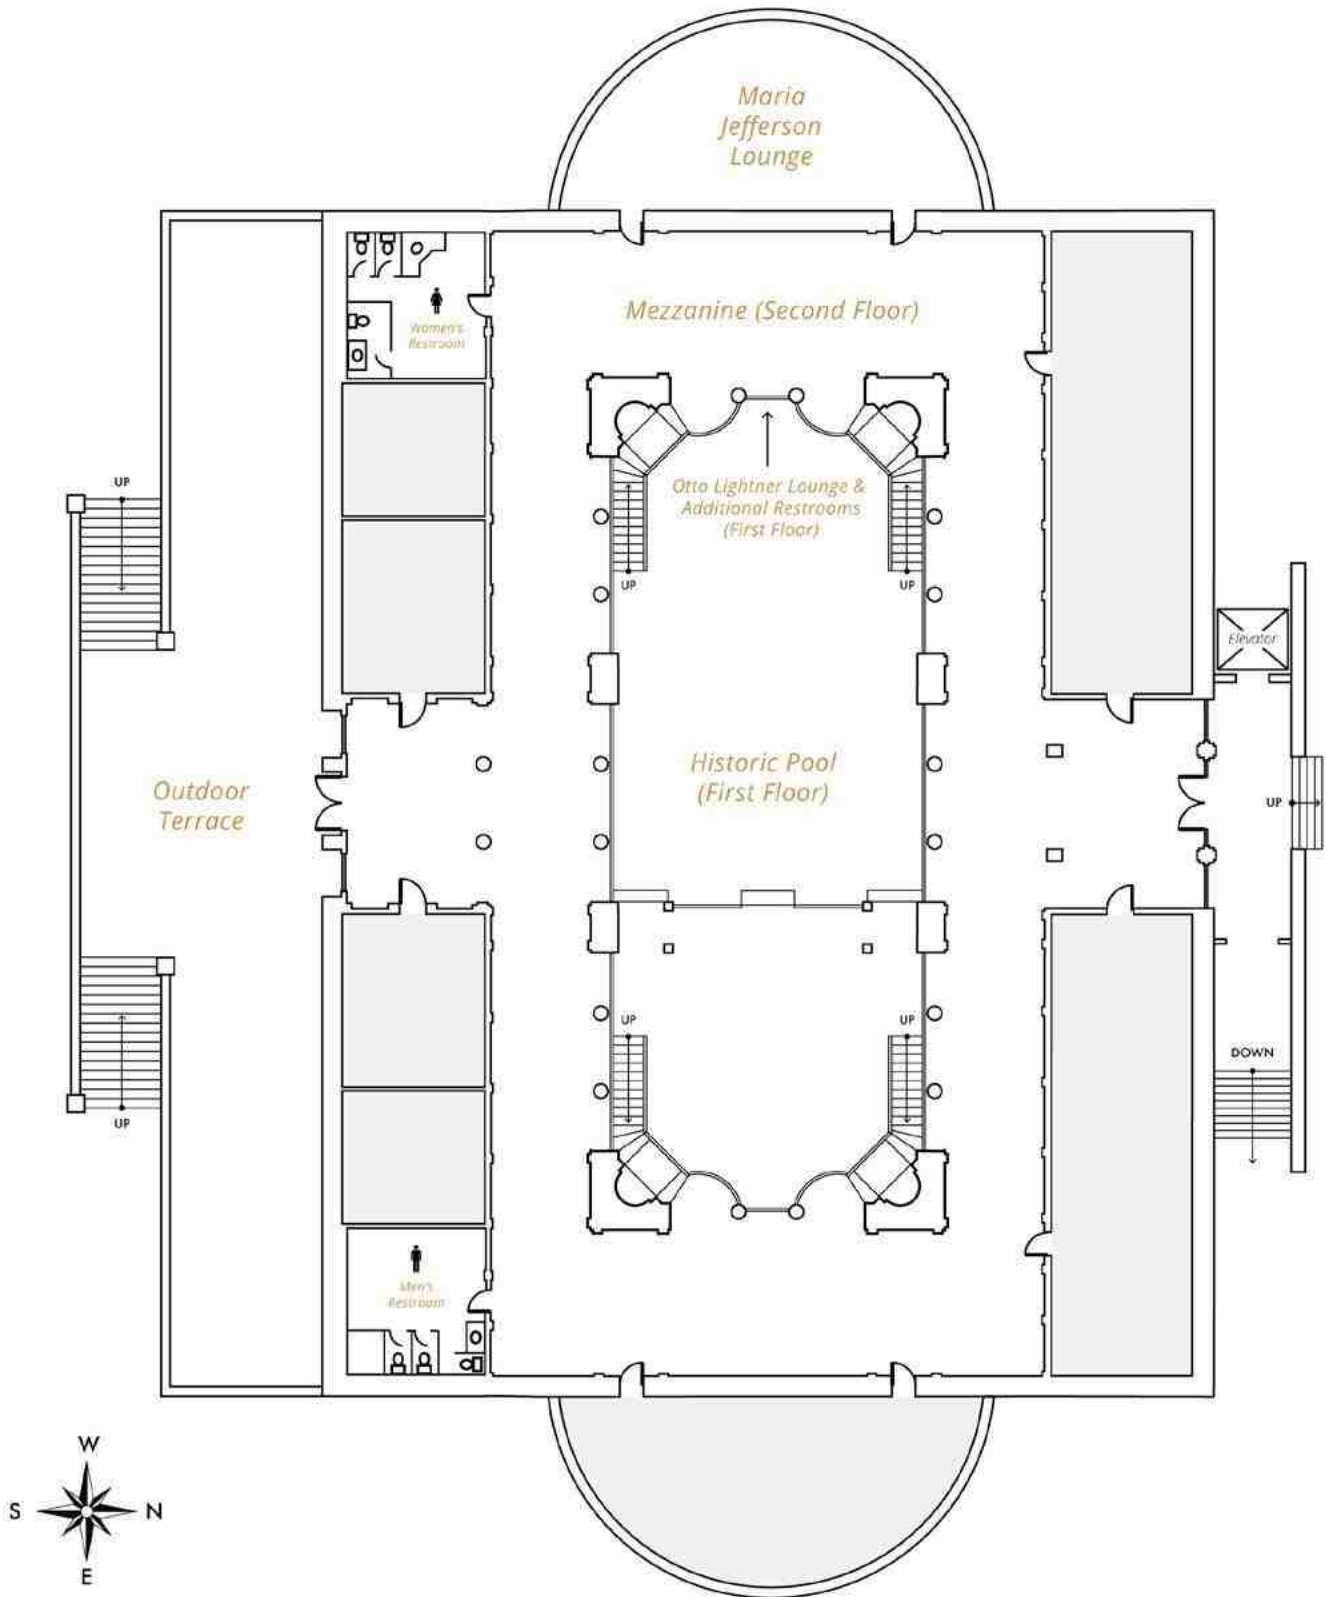 Maria
Jefferson
Lounge
Mezzanine (Second Floor)
Women's
Restroom
UP
Otto Lightner Lounge &
Additional Restrooms
(First Floor)
UP
UP
Elevator
Historic Pool
(First Floor)
Outdoor
Terrace
UP
UP
UP
DOWN
UP
Men's
Restroom
W
S
N
E